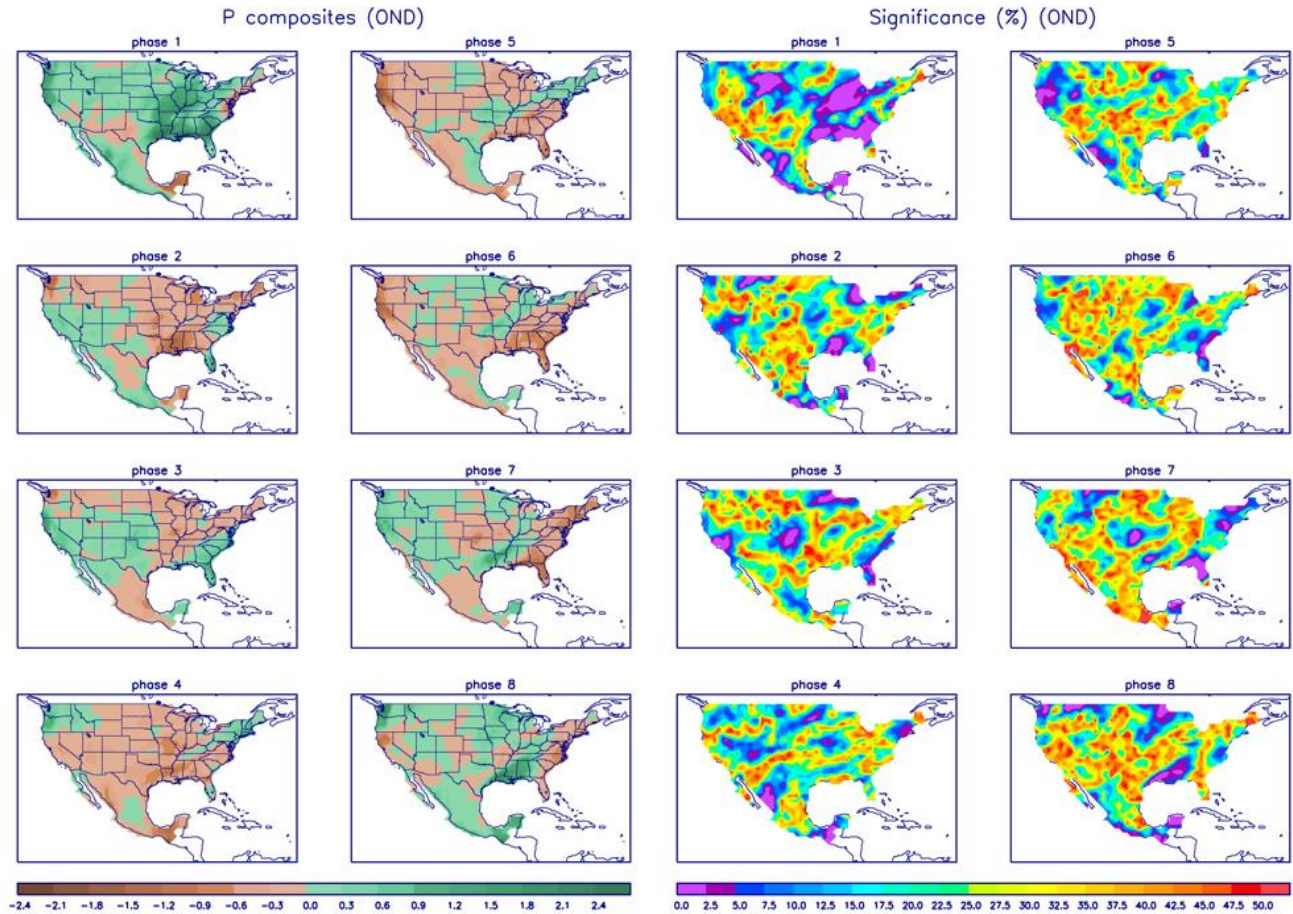 P composites (OND)
Significance (%) (OND)
phase 1
phase 5
phase 1
phase 5
phase 2
phase 6
phase 2
phase 6
phase 3
phase 7
phase 3
phase 7
phase 4
phase 8
phase 4
phase 8
-2.4 -2.1 -1.8 -1.2 -0.9 -0.6 -0.3 -0.0 0.0 0.3 0.6 0.9 1.2 1.8 2.1 2.4
0.0 2.5 5.0 7.5 10.0 12.5 15.0 17.5 20.0 22.5 25.0 27.5 30.0 32.5 35.0 37.5 40.0 42.5 45.0 47.5 50.0